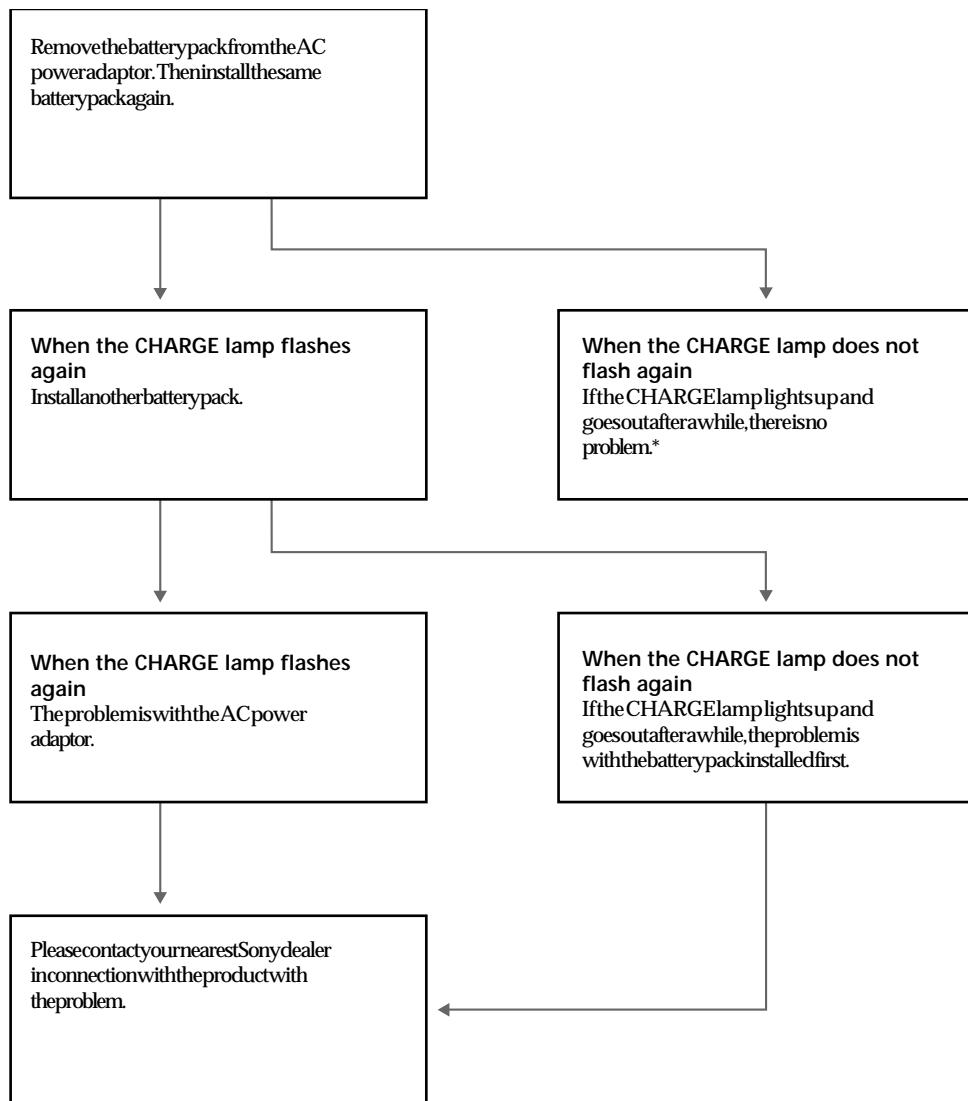 Remove the battery pack from the AC
power adaptor. Then install the same
battery pack again.
When the CHARGE lamp flashes
again
Install another battery pack.
When the CHARGE lamp does not
flash again
If the CHARGE lamp lights up and
goes out after a while, there is no
problem.*
When the CHARGE lamp flashes
again
The problem is with the AC power
adaptor.
When the CHARGE lamp does not
flash again
If the CHARGE lamp lights up and
goes out after a while, the problem is
with the battery pack installed first.
Please contact your nearest Sony dealer
in connection with the product with
the problem.